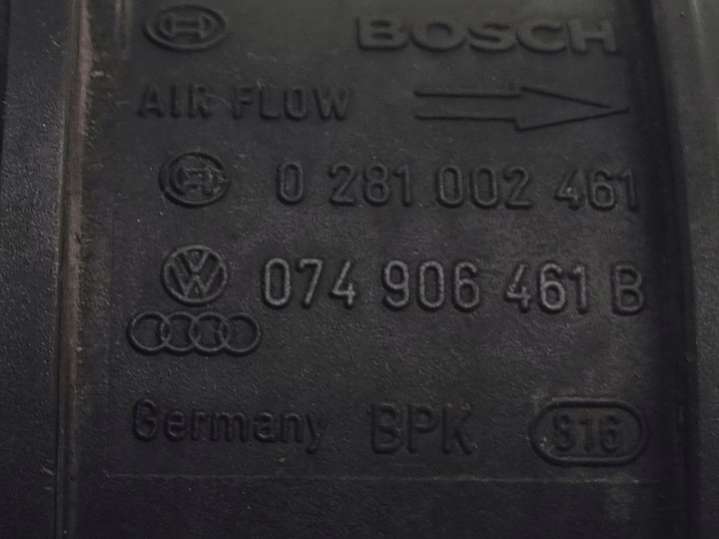 BOSCH
AIR FLOW
0 281 002 461
074 906 461 B
Germany BPK 816